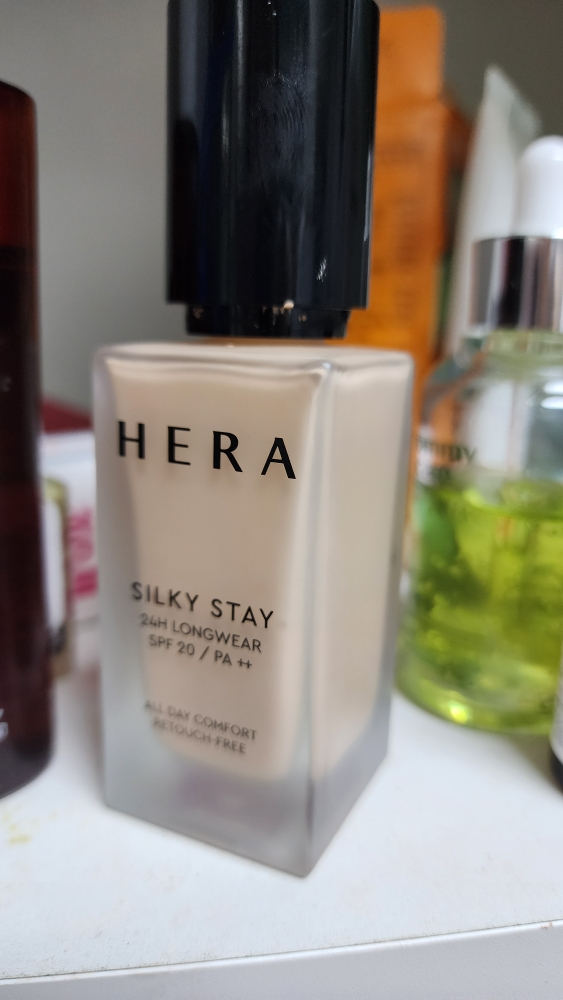 HERA
SILKY STAY
24H LONGWEAR
SPF 20 / PA ++
ALL DAY COMFORT
RETOUCH-FREE